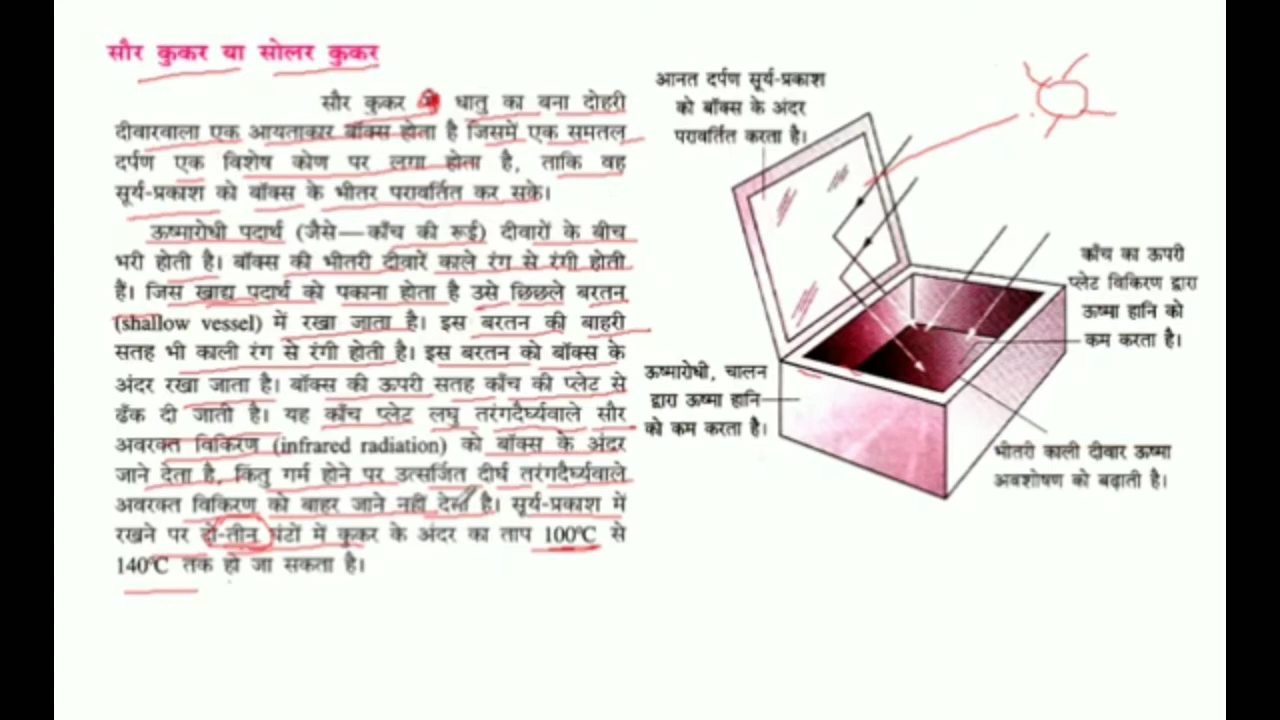 सौर कुकर या सोलर कुकर
सौर कुकर धातु का बना दोहरी
दीवारवाला एक आयताकार बॉक्स होता है जिसमें एक समतल
दर्पण एक विशेष कोण पर लगा होता है, ताकि वह
सूर्य-प्रकाश को बॉक्स के भीतर परावर्तित कर सके।
ऊष्मारोधी पदार्थ (जैसे—काँच की रूई) दीवारों के बीच
भरी होती है। बॉक्स की भीतरी दीवारें काले रंग से रंगी होती
हैं। जिस खाद्य पदार्थ को पकाना होता है उसे छिछले बरतन
(shallow vessel) में रखा जाता है। इस बरतन की बाहरी
सतह भी काली रंग से रंगी होती है। इस बरतन को बॉक्स के
अंदर रखा जाता है। बॉक्स की ऊपरी सतह काँच की प्लेट से
ढँक दी जाती है। यह काँच प्लेट लघु तरंगदैर्घ्यवाले सौर
अवरक्त विकिरण (infrared radiation) को बॉक्स के अंदर
जाने देता है, किंतु गर्म होने पर उत्सर्जित दीर्घ तरंगदैर्घ्यवाले
अवरक्त विकिरण को बाहर जाने नहीं देता है। सूर्य-प्रकाश में
रखने पर दो-तीन घंटों में कुकर के अंदर का ताप 100°C से
140°C तक हो जा सकता है।
आनत दर्पण सूर्य-प्रकाश
को बॉक्स के अंदर
परावर्तित करता है।
काँच का ऊपरी
प्लेट विकिरण द्वारा
ऊष्मा हानि को
कम करता है।
ऊष्मारोधी, चालन
द्वारा ऊष्मा हानि
को कम करता है।
भीतरी काली दीवार ऊष्मा
अवशोषण को बढ़ाती है।